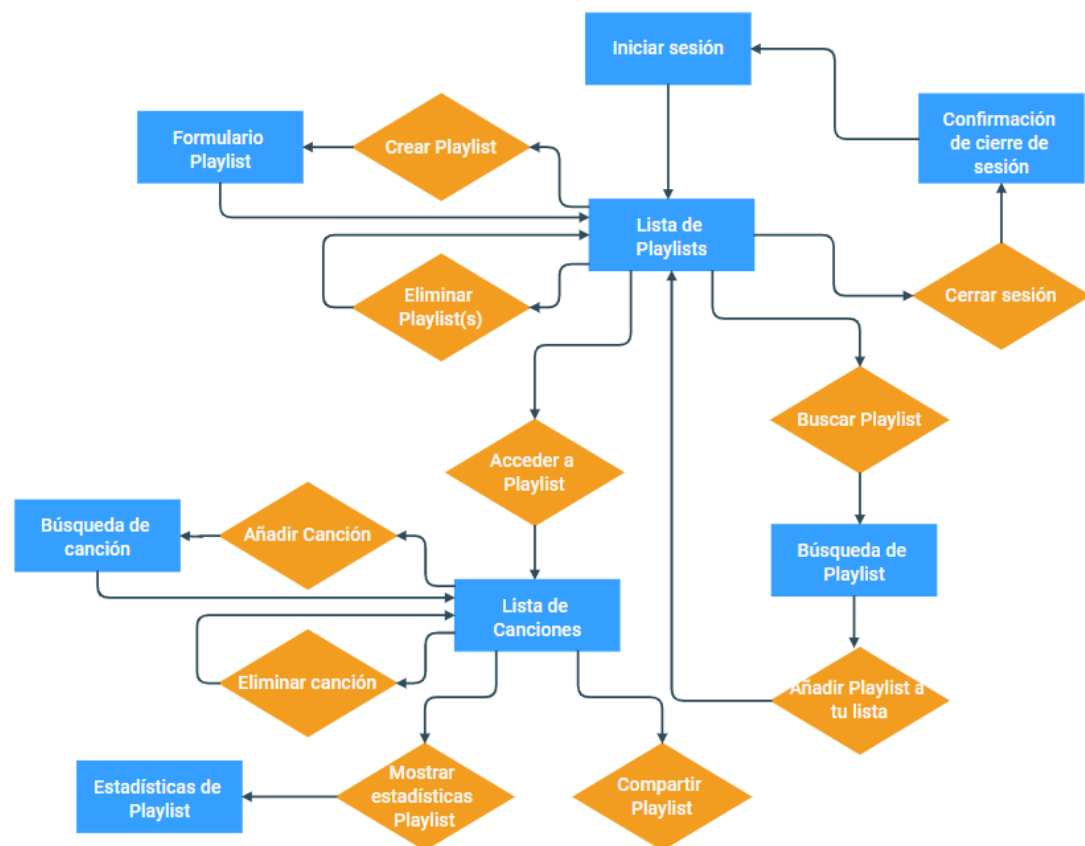 Iniciar sesión
Confirmación
de cierre de
sesión
Formulario
Playlist
Crear Playlist
Lista de
Playlists
Eliminar
Playlist(s)
Cerrar sesión
Buscar Playlist
Acceder a
Playlist
Búsqueda de
canción
Añadir Canción
Búsqueda de
Playlist
Lista de
Canciones
Eliminar canción
Añadir Playlist a
tu lista
Estadísticas de
Playlist
Mostrar
estadísticas
Playlist
Compartir
Playlist